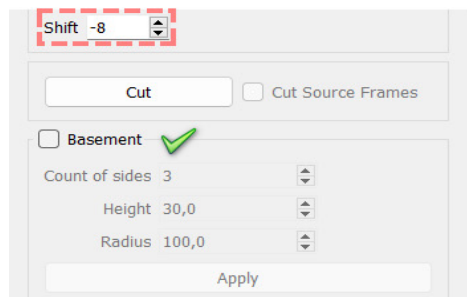 Shift -8
Cut Cut Source Frames
Basement
Count of sides 3
Height 30,0
Radius 100,0
Apply